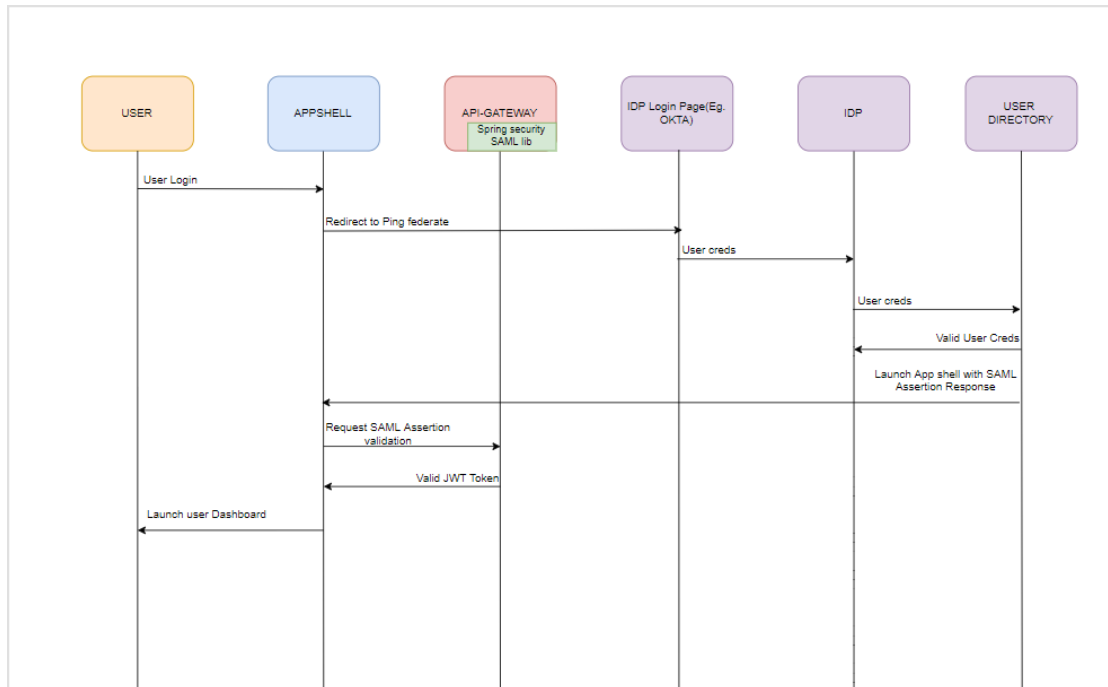 USER
APPSHELL
API-GATEWAY
Spring security
SAML lib
IDP Login Page(Eg.
OKTA)
IDP
USER
DIRECTORY
User Login
Redirect to Ping federate
User creds
User creds
Valid User Creds
Launch App shell with SAML
Assertion Response
Request SAML Assertion
validation
Valid JWT Token
Launch user Dashboard